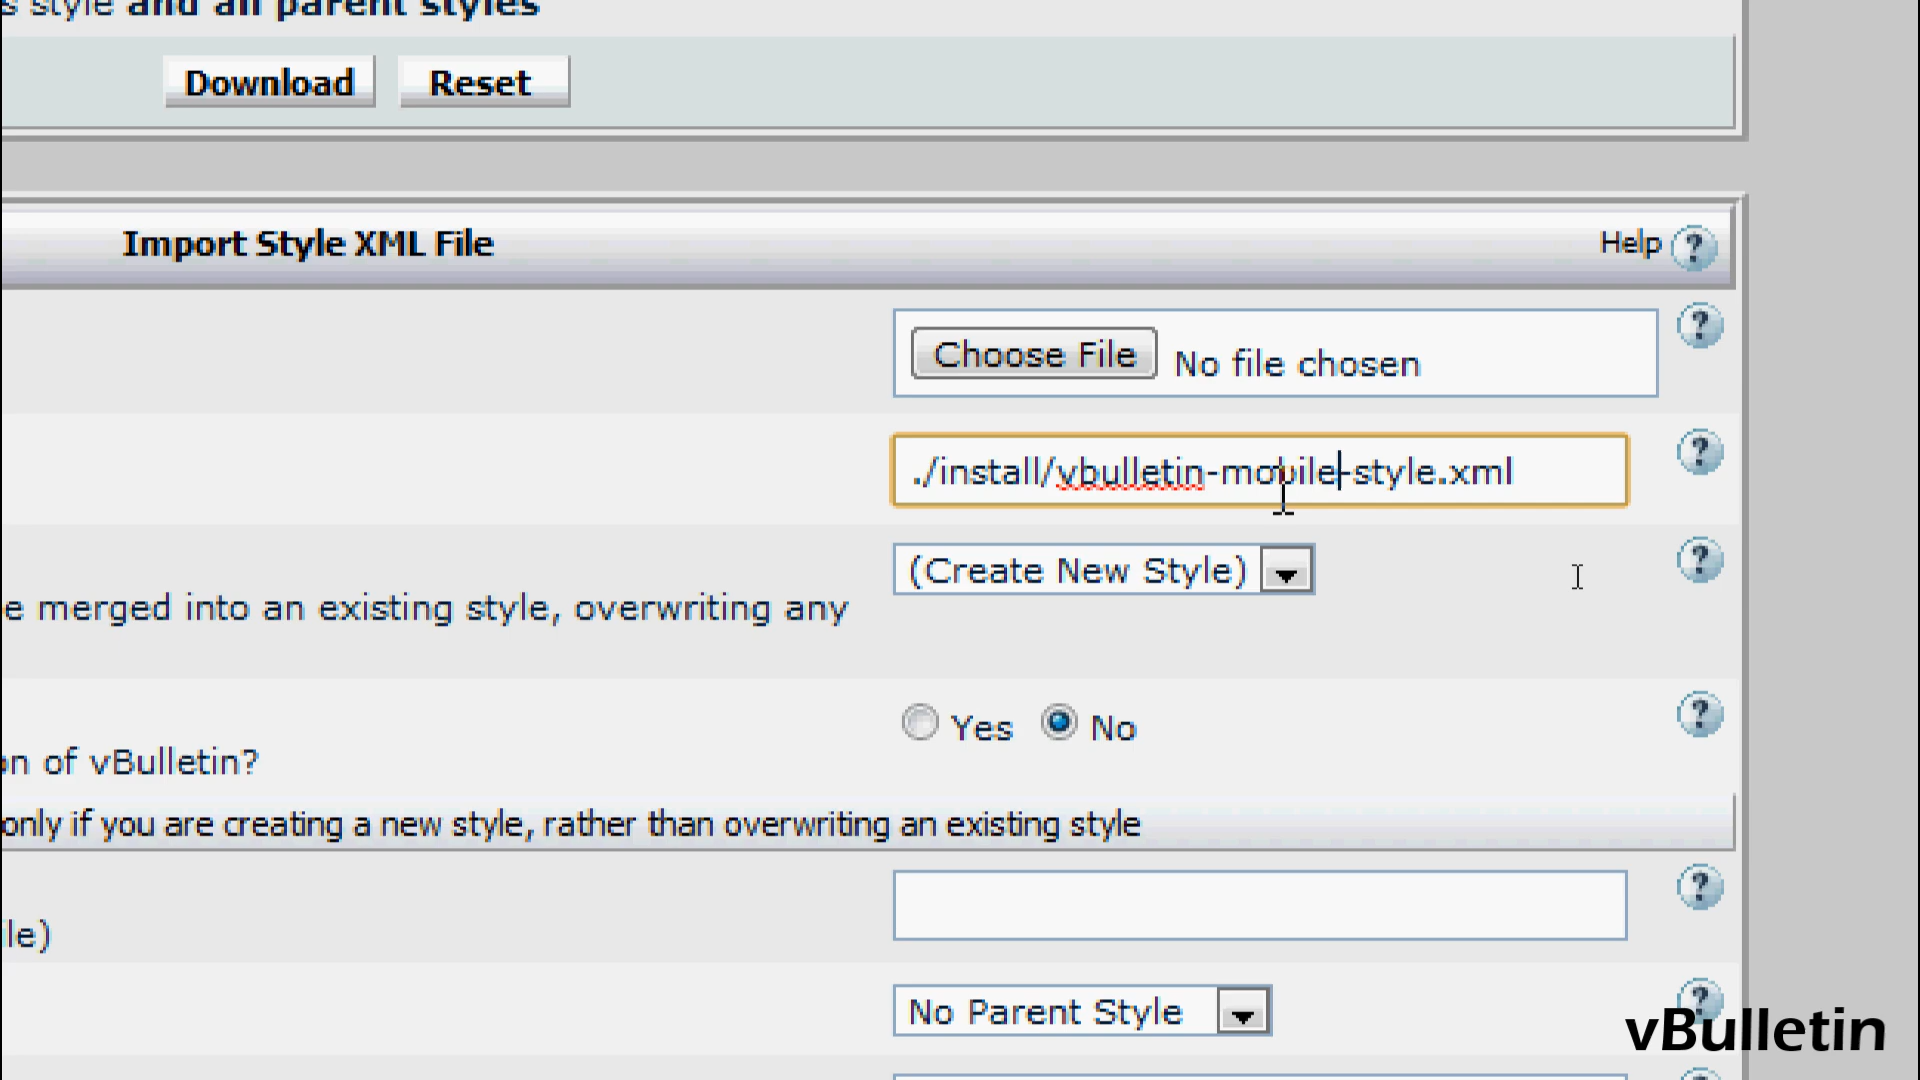 s style and all parent styles
Download Reset
Import Style XML File Help ?
Choose File No file chosen ?
./install/vbulletin-mobile-style.xml ?
(Create New Style) ?
e merged into an existing style, overwriting any
Yes No ?
on of vBulletin?
only if you are creating a new style, rather than overwriting an existing style
?
ile)
No Parent Style ?
vBulletin